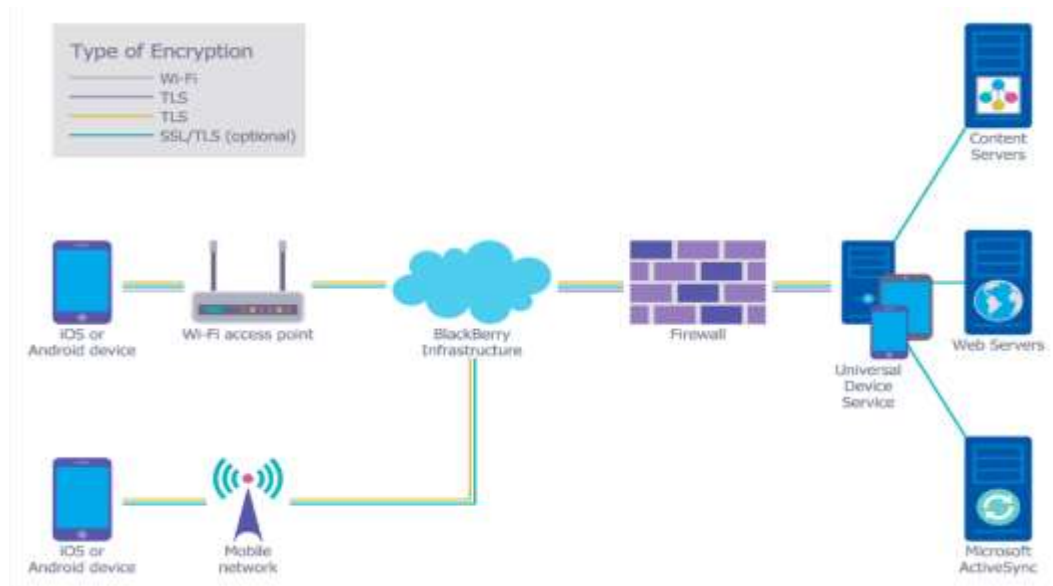 Type of Encryption
Wi-Fi
TLS
TLS
SSL/TLS (optional)
Content
Servers
iOS or
Android device
Wi-Fi access point
BlackBerry
Infrastructure
Firewall
Universal
Device
Service
Web Servers
iOS or
Android device
Mobile
network
Microsoft
ActiveSync